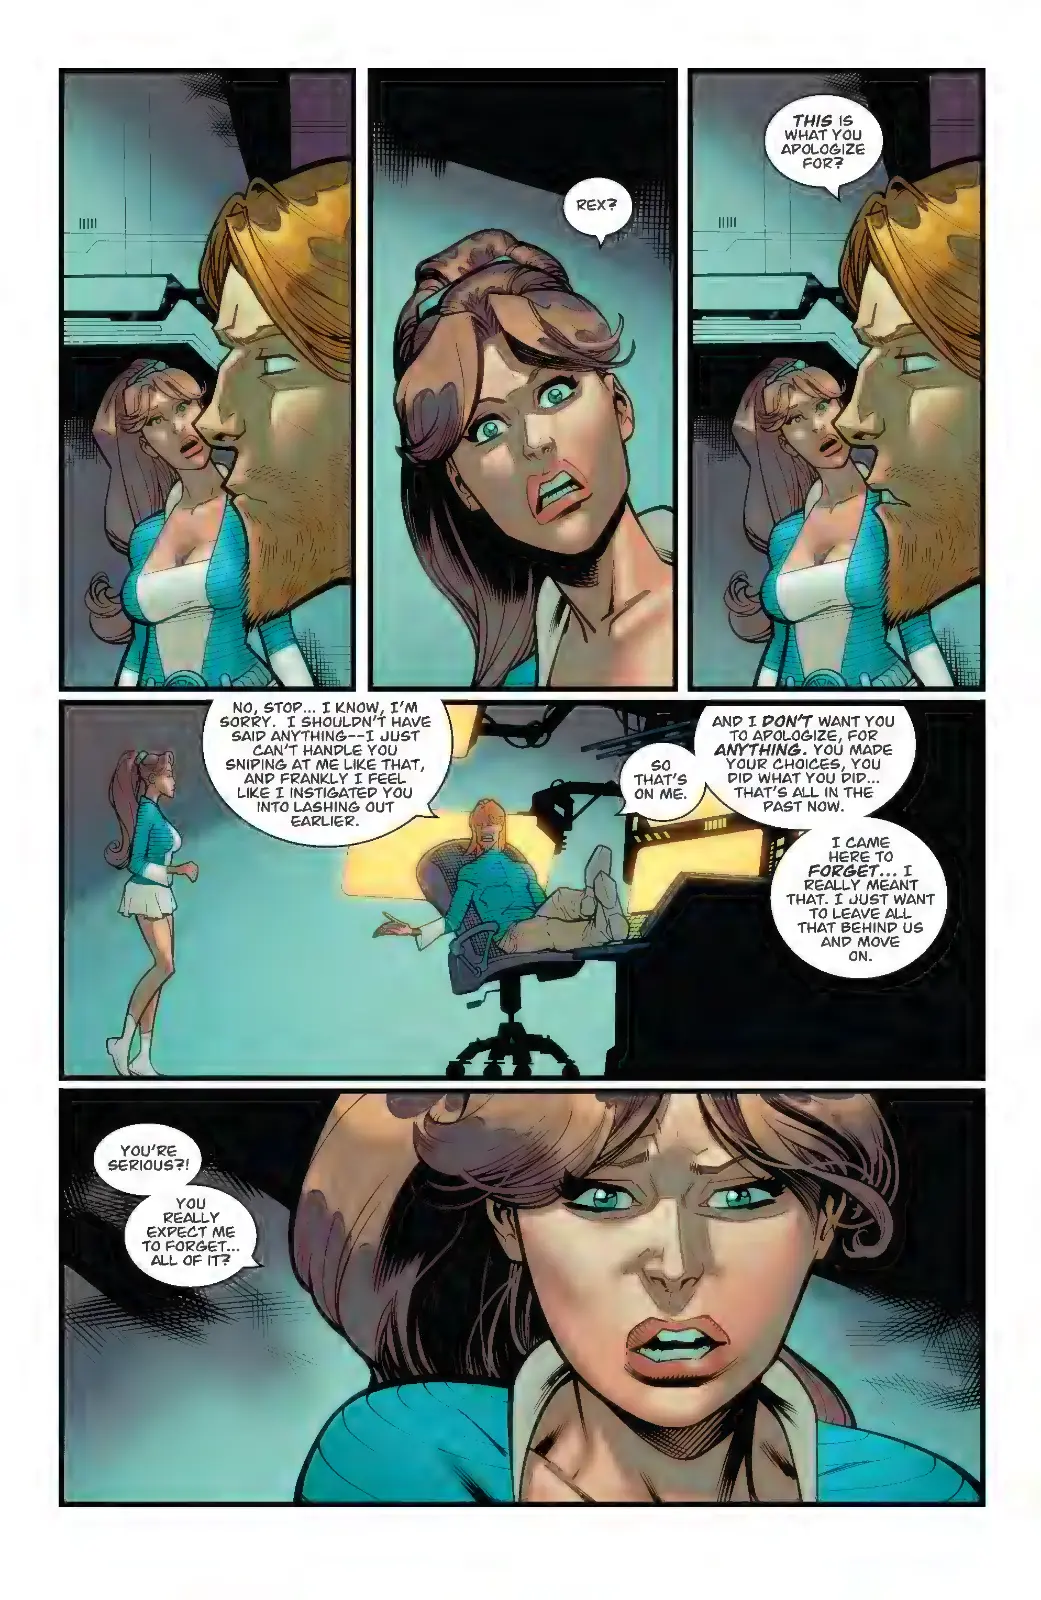 REX?
THIS IS
WHAT YOU
APOLOGIZE
FOR?
NO, STOP... I KNOW, I'M
SORRY. I SHOULDN'T HAVE
SAID ANYTHING--I JUST
CAN'T HANDLE YOU
SNIPING AT ME LIKE THAT,
AND FRANKLY I FEEL
LIKE I INSTIGATED YOU
INTO LASHING OUT
EARLIER.
SO
THAT'S
ON ME.
AND I DON'T WANT YOU
TO APOLOGIZE, FOR
ANYTHING. YOU MADE
YOUR CHOICES, YOU
DID WHAT YOU DID...
THAT'S ALL IN THE
PAST NOW.
I CAME
HERE TO
FORGET... I
REALLY MEANT
THAT. I JUST WANT
TO LEAVE ALL
THAT BEHIND US
AND MOVE
ON.
YOU'RE
SERIOUS?!
YOU
REALLY
EXPECT ME
TO FORGET...
ALL OF IT?